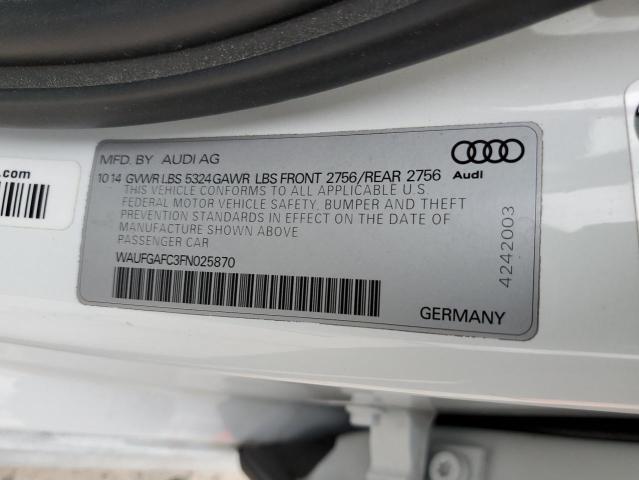 MFD. BY AUDI AG
1014 GVWR LBS 5324 GAWR LBS FRONT 2756/REAR 2756
THIS VEHICLE CONFORMS TO ALL APPLICABLE U.S.
FEDERAL MOTOR VEHICLE SAFETY, BUMPER AND THEFT
PREVENTION STANDARDS IN EFFECT ON THE DATE OF
MANUFACTURE SHOWN ABOVE
PASSENGER CAR
WAUFGAFC3FN025870
Audi
4242003
GERMANY
.com